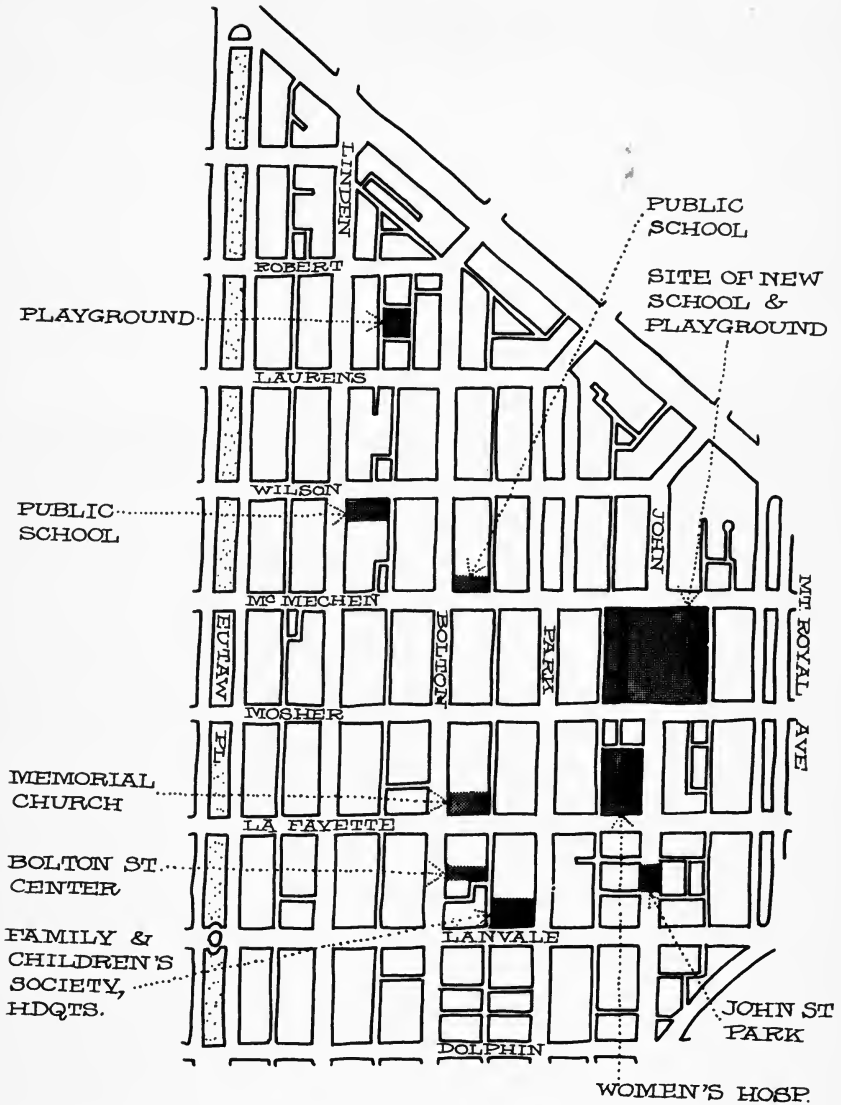 LINDEN
PUBLIC
SCHOOL
ROBERT
SITE OF NEW
SCHOOL &
PLAYGROUND
PLAYGROUND
LAURENS
WILSON
PUBLIC
SCHOOL
JOHN
Mc MECHEN
MT. ROYAL
AVE
EUTAW
PL
BOLTON
PARK
MOSHER
MEMORIAL
CHURCH
LA FAYETTE
BOLTON ST
CENTER
FAMILY &
CHILDREN'S
SOCIETY,
HDQTS.
LANVALE
JOHN ST
PARK
DOLPHIN
WOMEN'S HOSP.